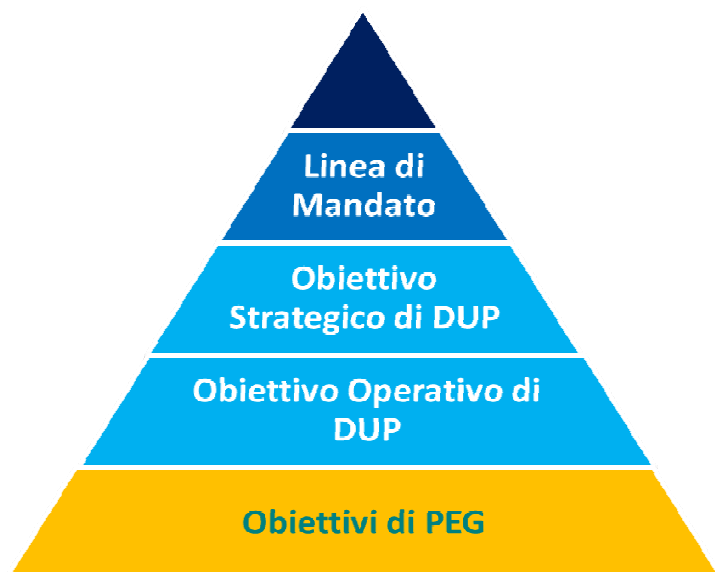 Linea di
Mandato
Obiettivo
Strategico di DUP
Obiettivo Operativo di
DUP
Obiettivi di PEG